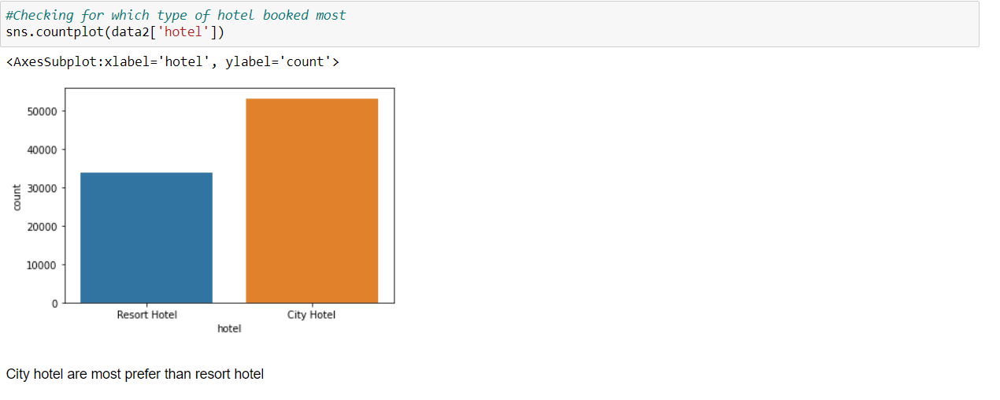 #Checking for which type of hotel booked most
sns.countplot(data2['hotel'])
<AxesSubplot:xlabel='hotel', ylabel='count'>
50000
40000
30000
20000
10000
0
count
Resort Hotel City Hotel
hotel
City hotel are most prefer than resort hotel